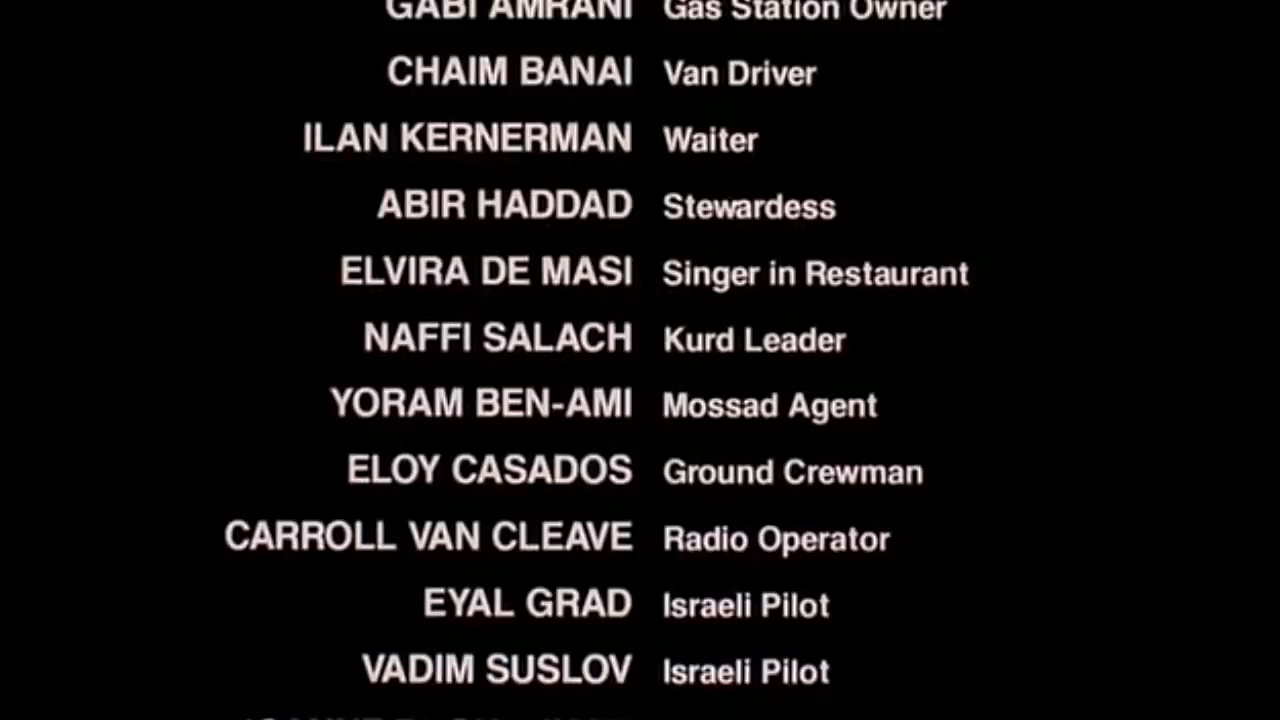 GABI AMRANI Gas Station Owner
CHAIM BANAI Van Driver
ILAN KERNERMAN Waiter
ABIR HADDAD Stewardess
ELVIRA DE MASI Singer in Restaurant
NAFFI SALACH Kurd Leader
YORAM BEN-AMI Mossad Agent
ELOY CASADOS Ground Crewman
CARROLL VAN CLEAVE Radio Operator
EYAL GRAD Israeli Pilot
VADIM SUSLOV Israeli Pilot